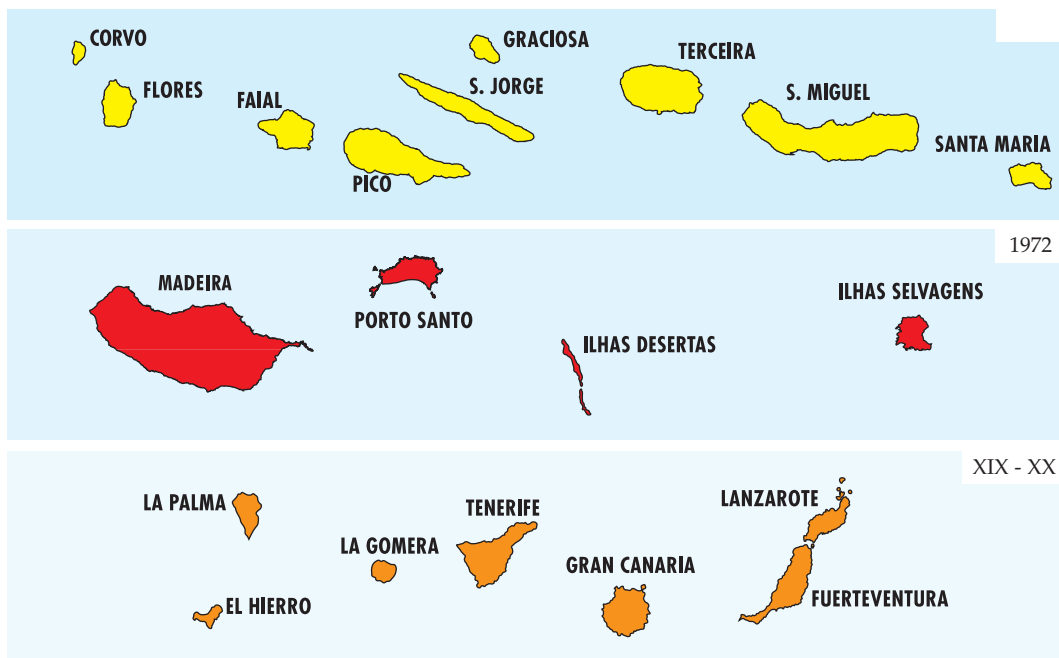 CORVO
GRACIOSA
TERCEIRA
FLORES
FAIAL
S. JORGE
S. MIGUEL
SANTA MARIA
PICO
1972
MADEIRA
ILHAS SELVAGENS
PORTO SANTO
ILHAS DESERTAS
XIX - XX
LA PALMA
TENERIFE
LANZAROTE
LA GOMERA
GRAN CANARIA
EL HIERRO
FUERTEVENTURA